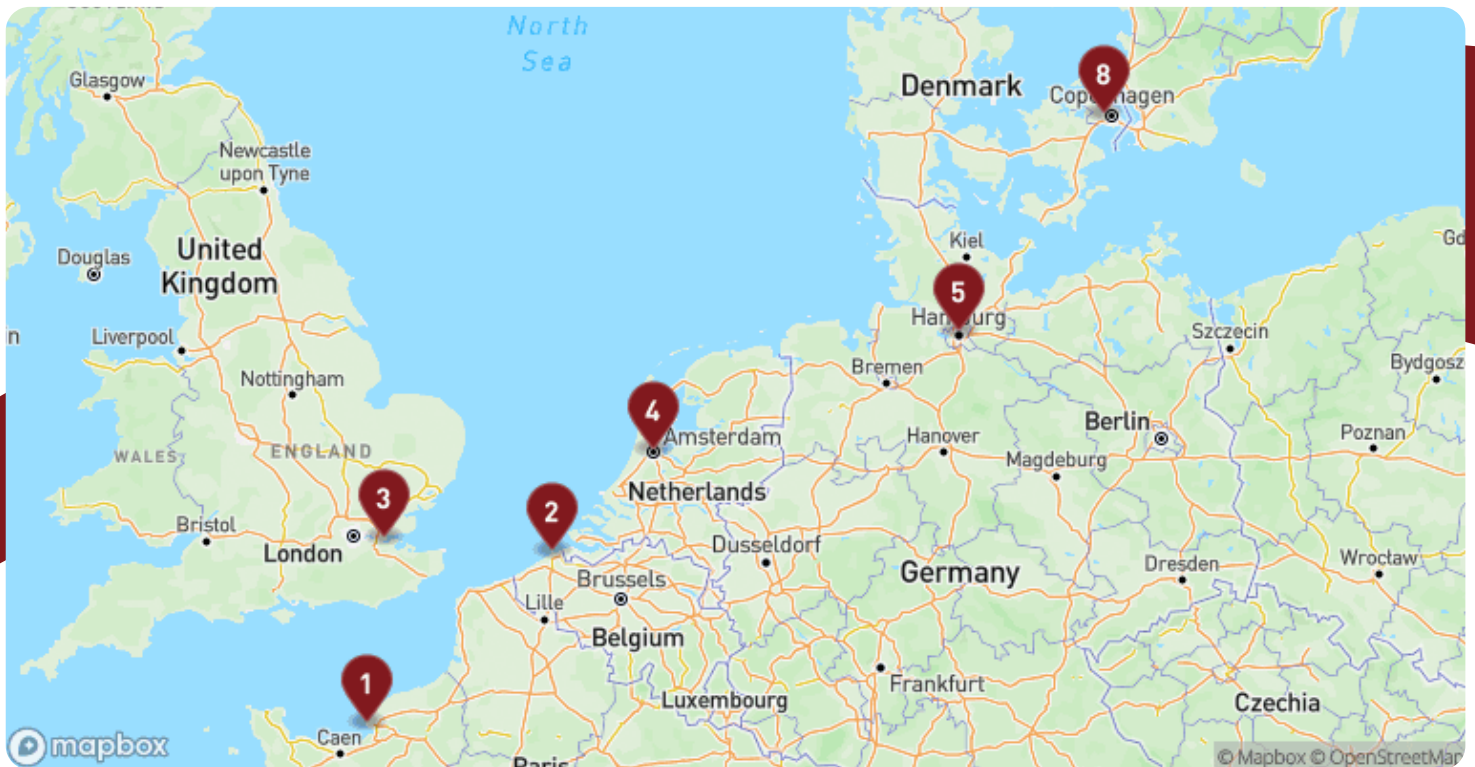 North
Sea
Glasgow
Denmark
8
Copenhagen
Newcastle
upon Tyne
United
Kingdom
Douglas
Kiel
Gd
5
Hamburg
Liverpool
n
Szczecin
Bremen
Bydgosz
Nottingham
4
Amsterdam
Berlin
Poznan
Hanover
WALES
ENGLAND
Magdeburg
3
Netherlands
2
Bristol
London
Dusseldorf
Germany
Wrocław
Dresden
Brussels
Lille
Belgium
1
Luxembourg
Frankfurt
Czechia
Caen
mapbox
Paris
© Mapbox © OpenStreetMap